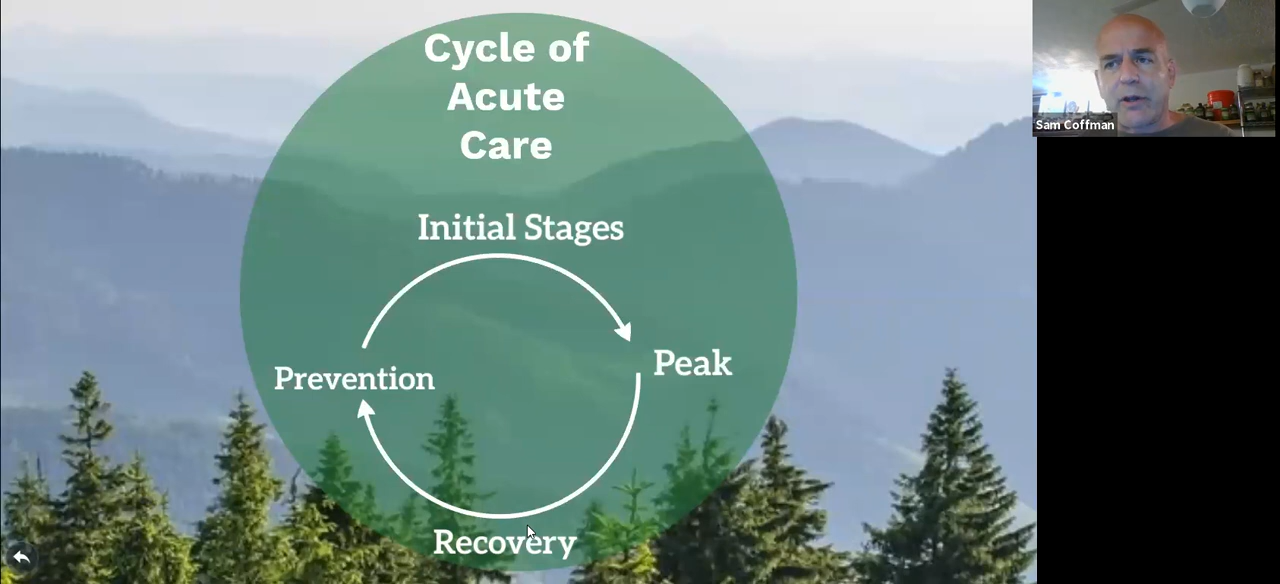 Cycle of
Acute
Care
Initial Stages
Peak
Prevention
Recovery
Sam Coffman